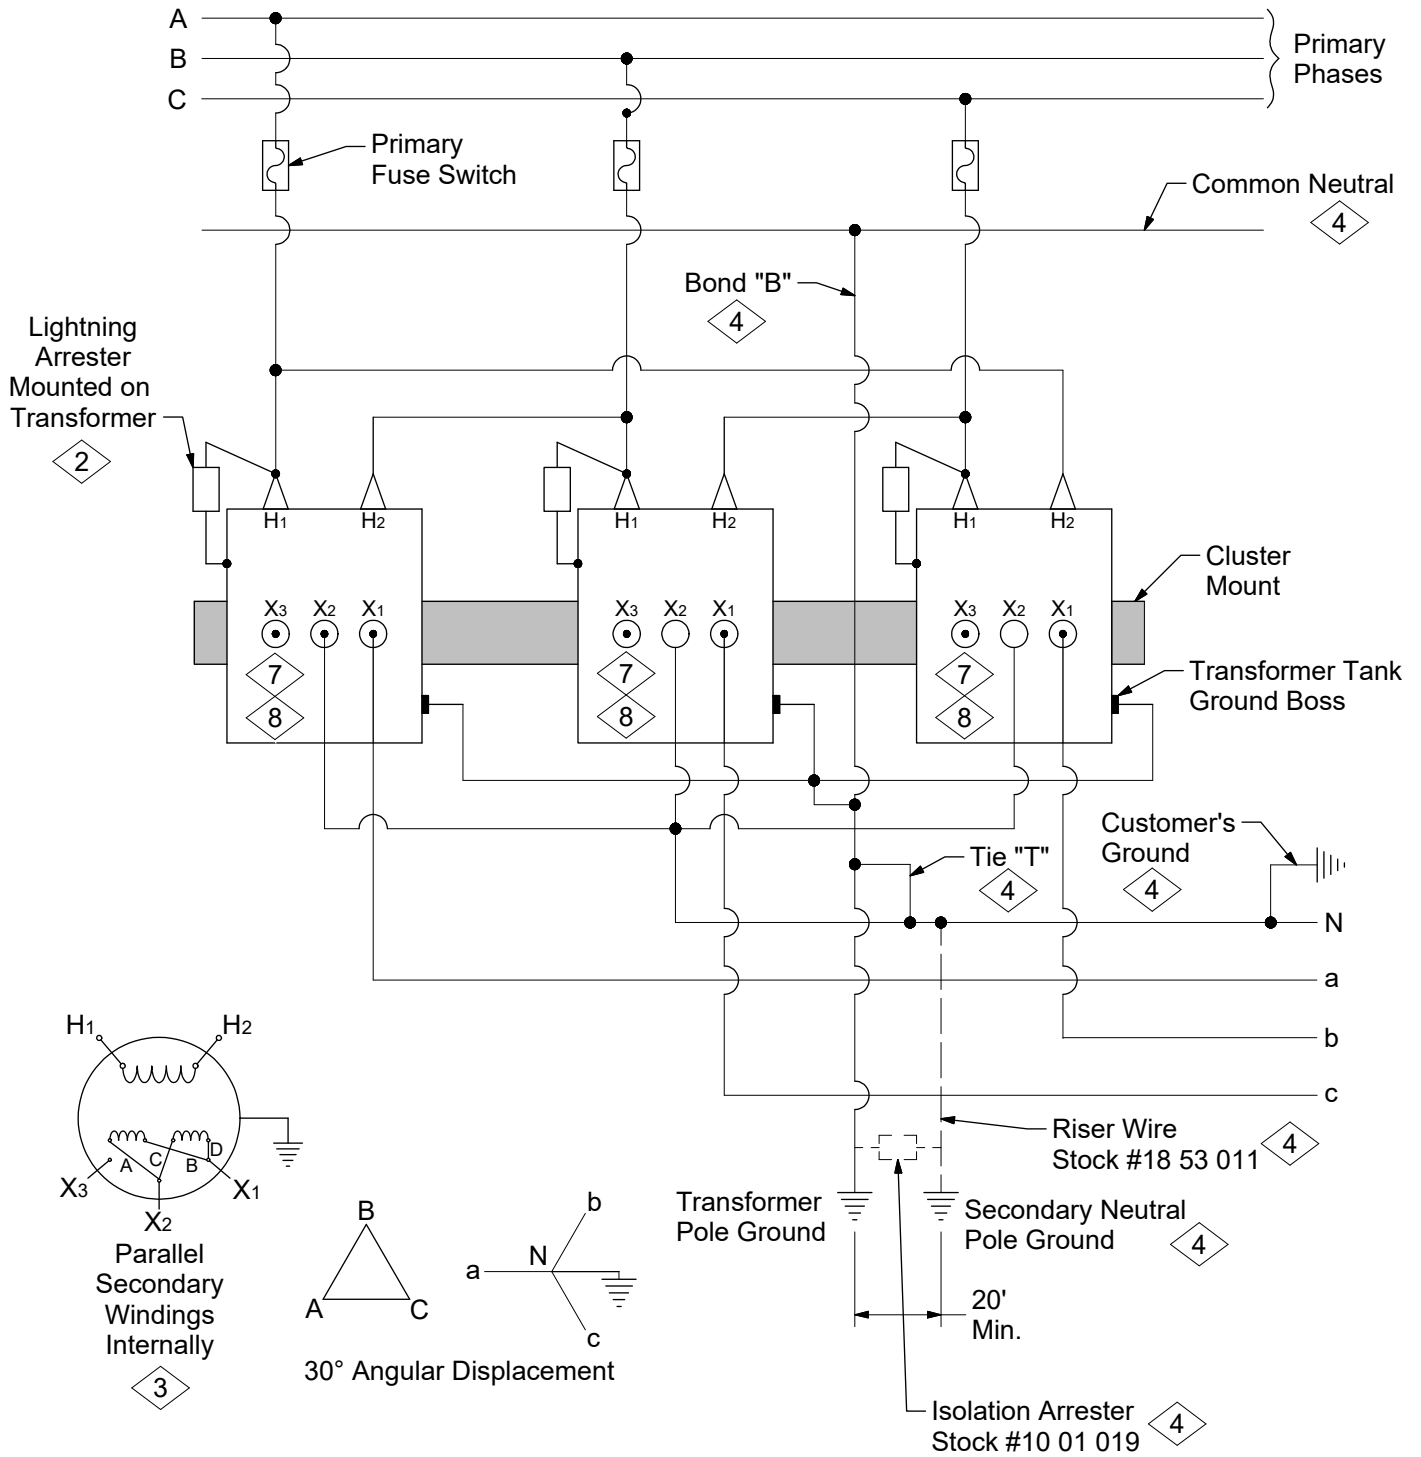 A
B
C
Primary
Phases
Primary
Fuse Switch
Common Neutral
4
Bond "B"
4
Lightning
Arrester
Mounted on
Transformer
2
H1 H2
H1 H2
H1 H2
Cluster
Mount
X3 X2 X1
X3 X2 X1
X3 X2 X1
7
8
7
8
7
8
Transformer Tank
Ground Boss
Customer's
Ground
4
Tie "T"
4
N
a
b
c
H1 H2
A C B D
X3 X1
X2
Parallel
Secondary
Windings
Internally
3
B
A C
a N b
c
30° Angular Displacement
Riser Wire
Stock #18 53 011
4
Transformer
Pole Ground
Secondary Neutral
Pole Ground
4
20'
Min.
Isolation Arrester
Stock #10 01 019
4